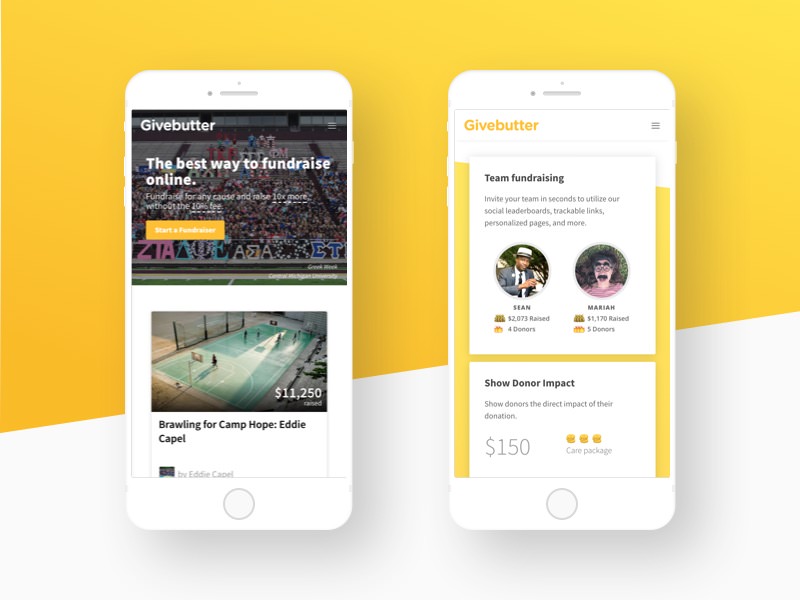 Givebutter
The best way to fundraise
online.
Fundraise for any cause and raise 10x more,
without the 10% fee.
Start a Fundraiser
ΣΤΑ
ΑΣΑ
ΣΤ
Greek Week
Central Michigan University
$11,250
raised
Brawling for Camp Hope: Eddie
Capel
by Eddie Capel
Givebutter
Team fundraising
Invite your team in seconds to utilize our
social leaderboards, trackable links,
personalized pages, and more.
SEAN
$2,073 Raised
4 Donors
MARIAH
$1,170 Raised
5 Donors
Show Donor Impact
Show donors the direct impact of their
donation.
$150
Care package